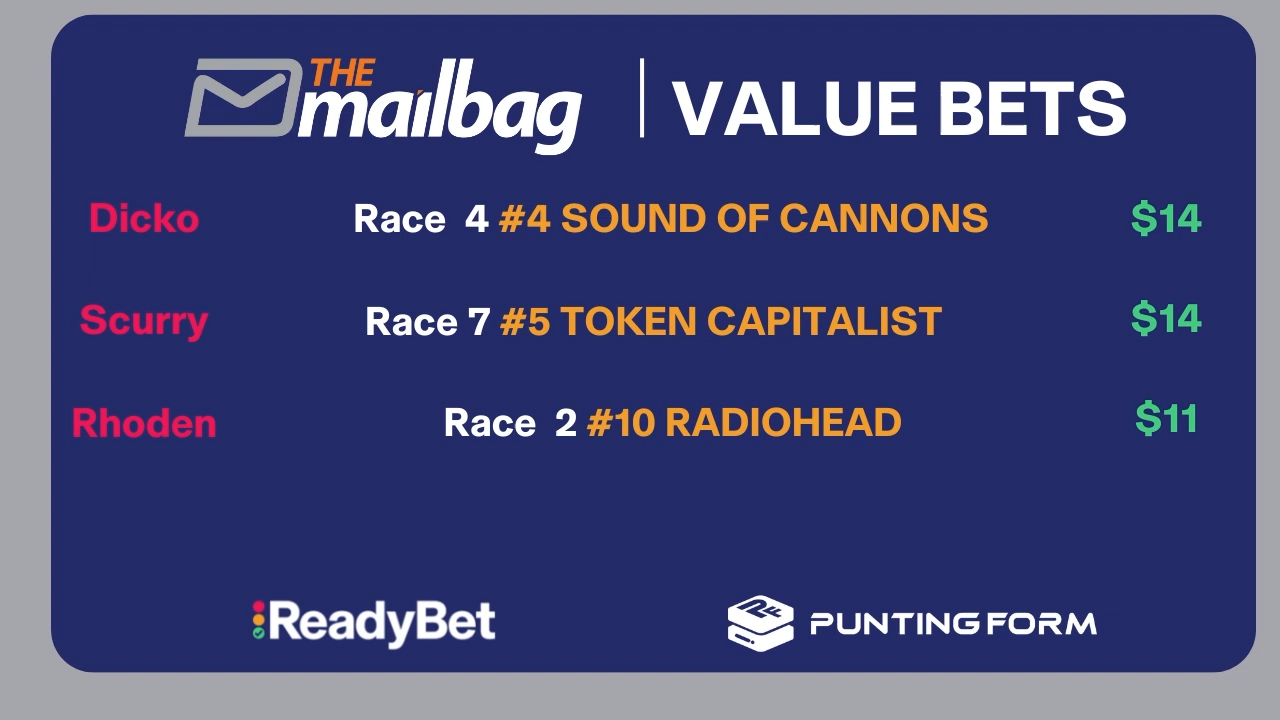 THE
mailbag
VALUE BETS
Dicko Race 4 #4 SOUND OF CANNONS $14
Scurry Race 7 #5 TOKEN CAPITALIST $14
Rhoden Race 2 #10 RADIOHEAD $11
ReadyBet
PF PUNTING FORM